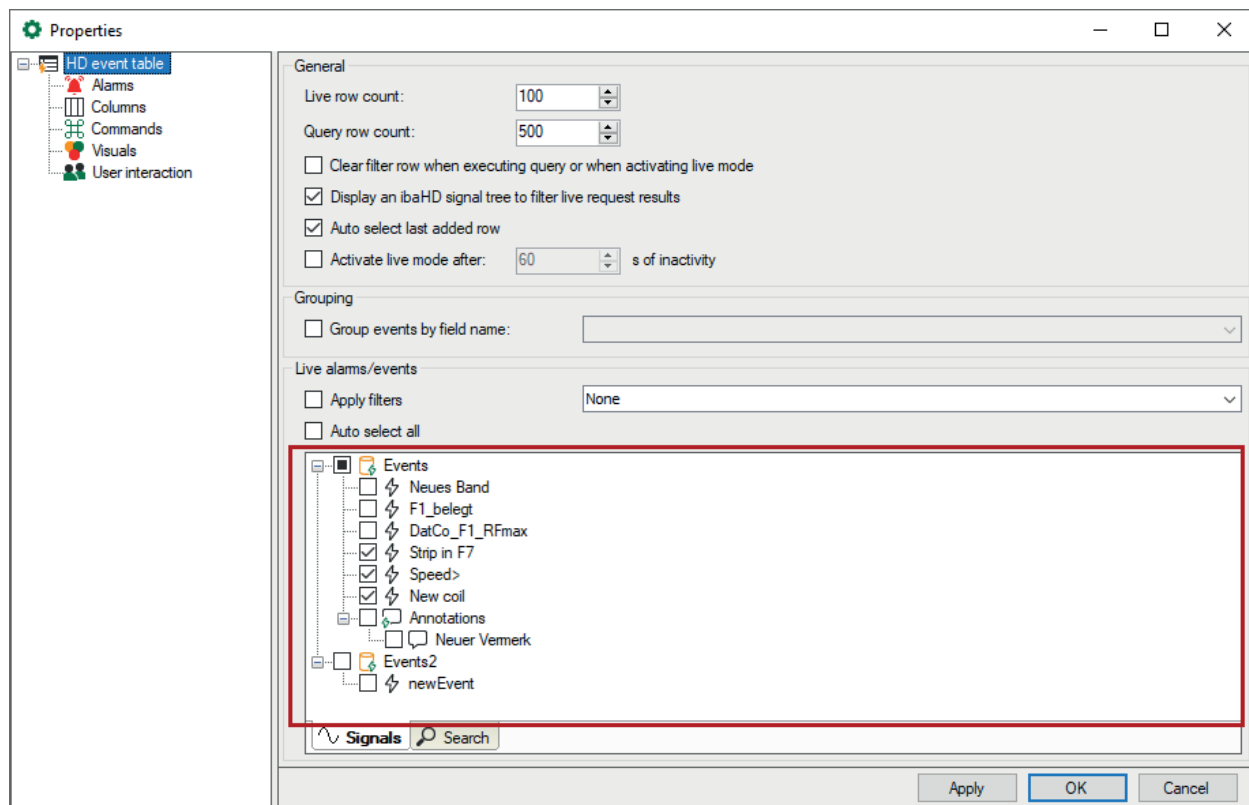 Properties
HD event table
Alarms
Columns
Commands
Visuals
User interaction
General
Live row count: 100
Query row count: 500
Clear filter row when executing query or when activating live mode
Display an ibaHD signal tree to filter live request results
Auto select last added row
Activate live mode after: 60 s of inactivity
Grouping
Group events by field name:
Live alarms/events
Apply filters None
Auto select all
Events
Neues Band
F1_belegt
DatCo_F1_RFmax
Strip in F7
Speed>
New coil
Annotations
Neuer Vermerk
Events2
newEvent
Signals Search
Apply OK Cancel